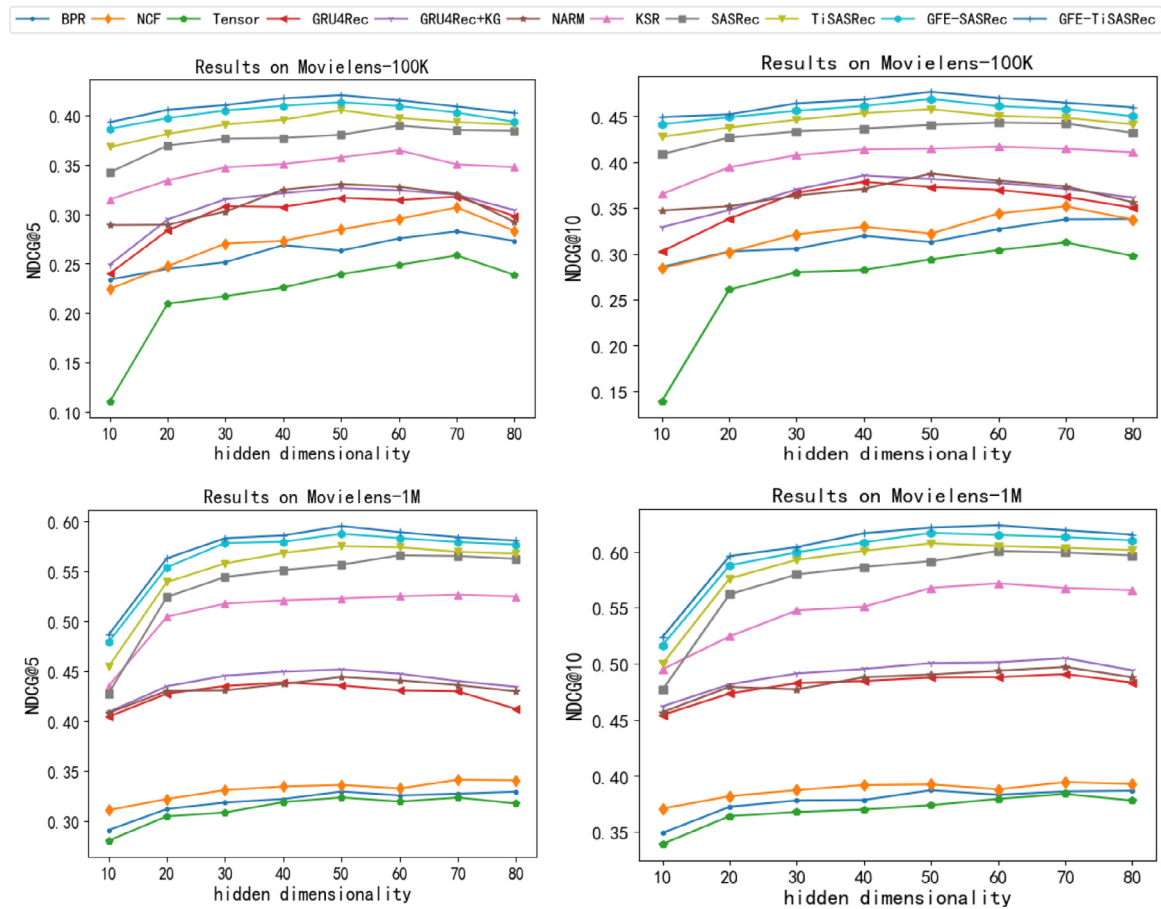 BPR NCF Tensor GRU4Rec GRU4Rec+KG NARM KSR SASRec TiSASRec GFE-SASRec GFE-TiSASRec
Results on Movielens-100K
NDCG@5
0.40
0.35
0.30
0.25
0.20
0.15
0.10
10 20 30 40 50 60 70 80
hidden dimensionality
Results on Movielens-100K
NDCG@10
0.45
0.40
0.35
0.30
0.25
0.20
0.15
10 20 30 40 50 60 70 80
hidden dimensionality
Results on Movielens-1M
NDCG@5
0.60
0.55
0.50
0.45
0.40
0.35
0.30
10 20 30 40 50 60 70 80
hidden dimensionality
Results on Movielens-1M
NDCG@10
0.60
0.55
0.50
0.45
0.40
0.35
10 20 30 40 50 60 70 80
hidden dimensionality